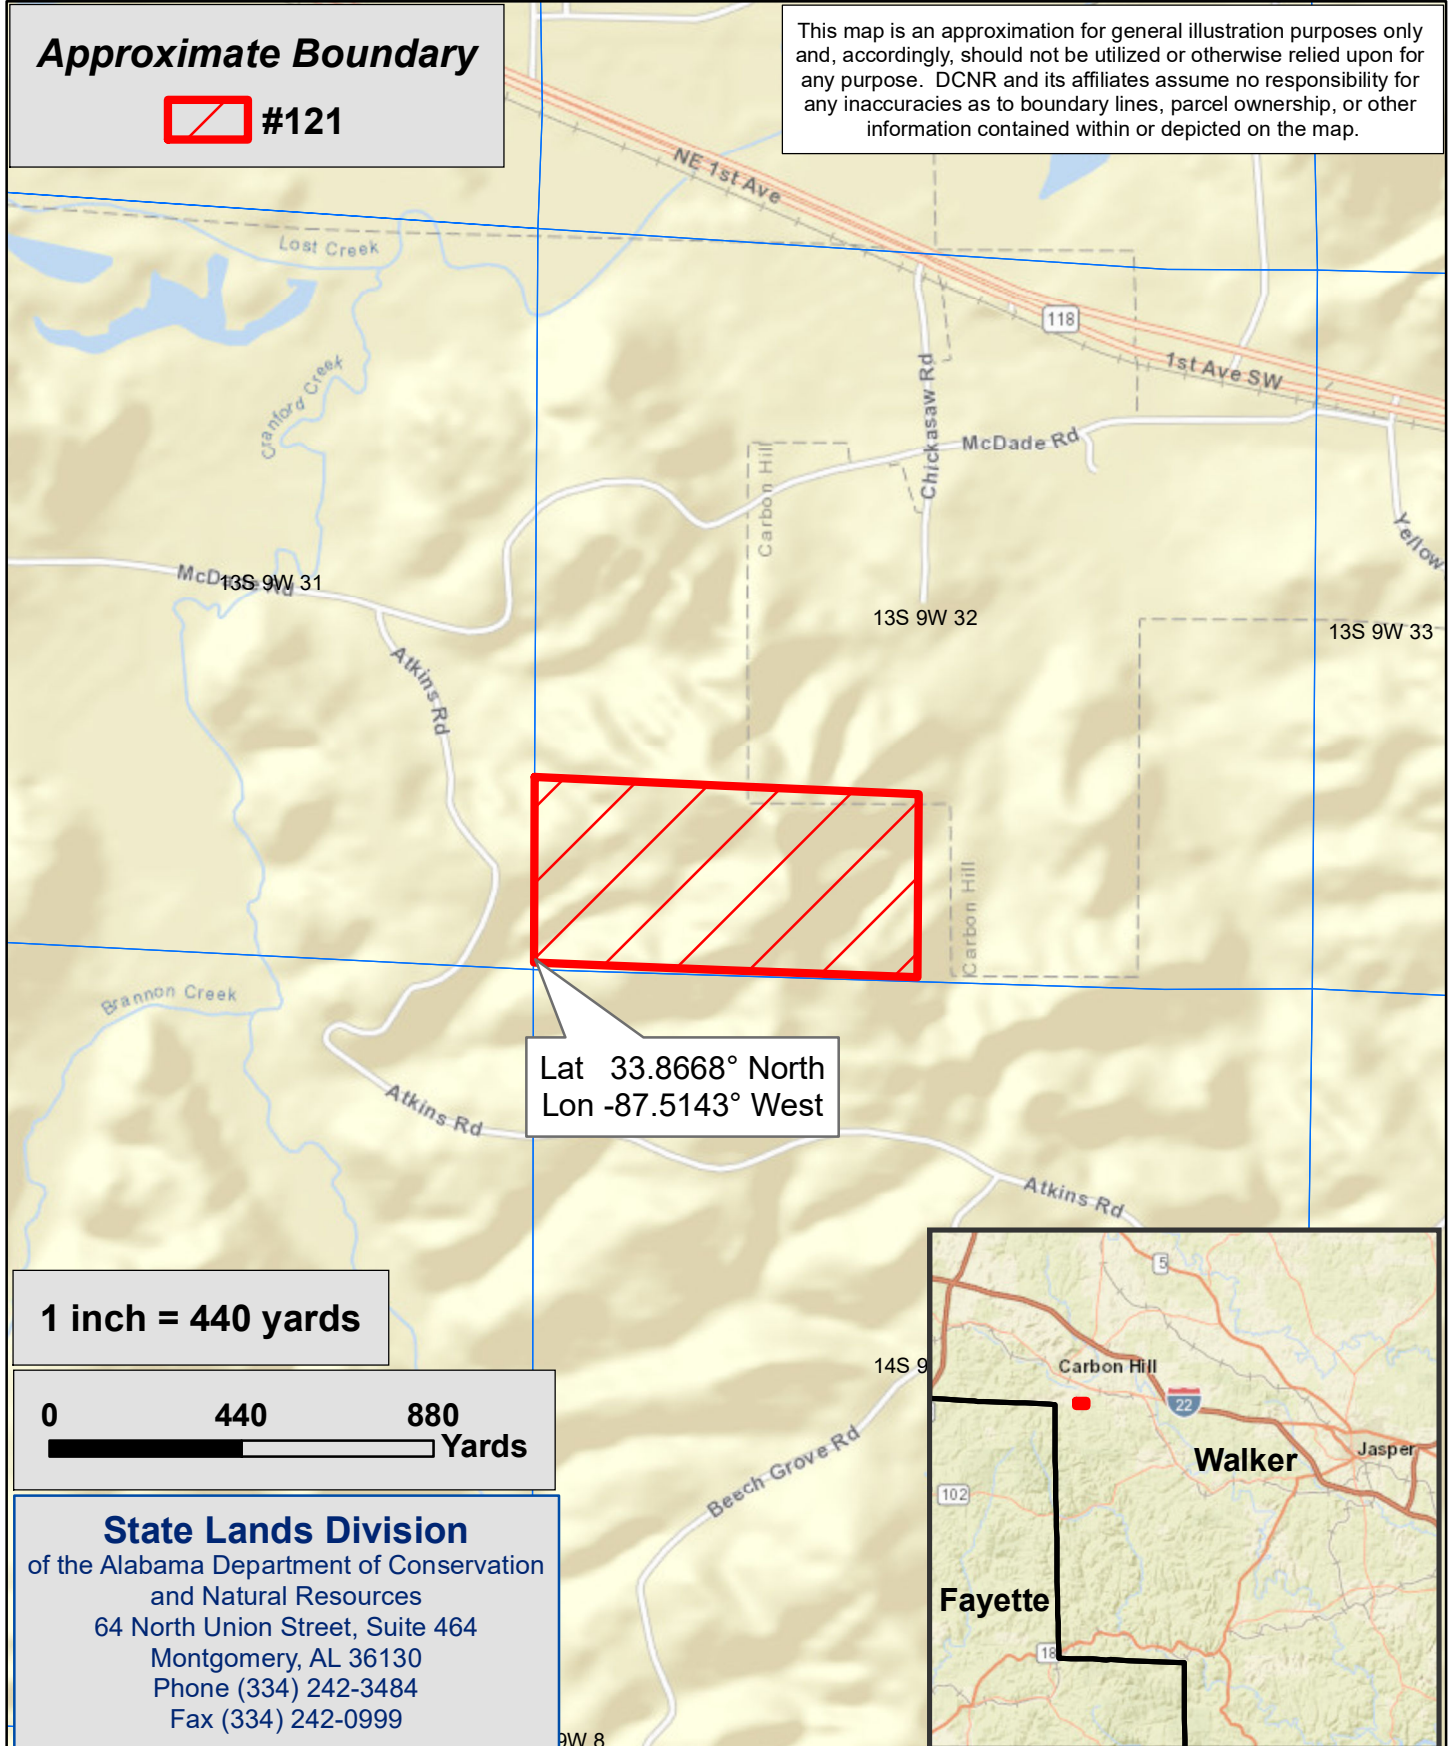 Approximate Boundary
#121
This map is an approximation for general illustration purposes only
and, accordingly, should not be utilized or otherwise relied upon for
any purpose. DCNR and its affiliates assume no responsibility for
any inaccuracies as to boundary lines, parcel ownership, or other
information contained within or depicted on the map.
NE 1st Ave
Lost Creek
118
1st Ave SW
Cranford Creek
Chickasaw Rd
McDade Rd
Carbon Hill
Yellow
McDade Rd
13S 9W 31
13S 9W 32
13S 9W 33
Atkins Rd
Carbon Hill
Brannon Creek
Lat 33.8668° North
Lon -87.5143° West
Atkins Rd
Atkins Rd
1 inch = 440 yards
14S 9
Beech Grove Rd
0 440 880
Yards
State Lands Division
of the Alabama Department of Conservation
and Natural Resources
64 North Union Street, Suite 464
Montgomery, AL 36130
Phone (334) 242-3484
Fax (334) 242-0999
9W 8
5
Carbon Hill
22
Walker
Jasper
102
Fayette
18